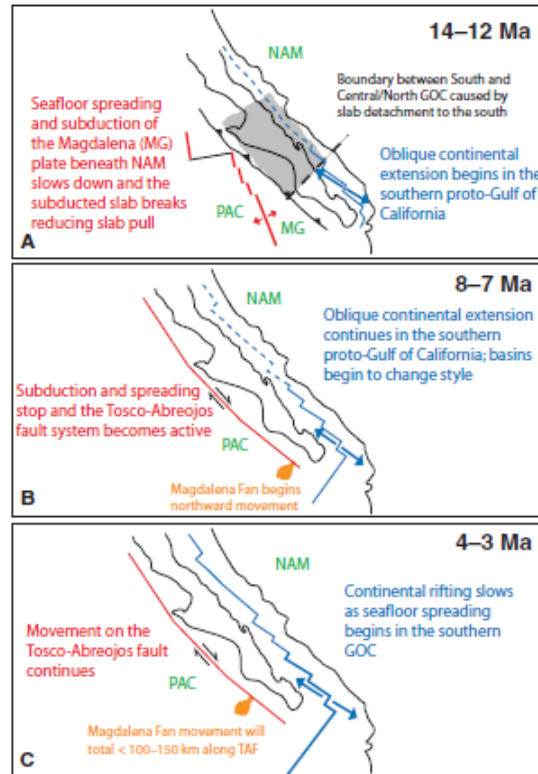 14–12 Ma
NAM
Boundary between South and
Central/North GOC caused by
slab detachment to the south
Seafloor spreading
and subduction of
the Magdalena (MG)
plate beneath NAM
slows down and the
subducted slab breaks
reducing slab pull
Oblique continental
extension begins in the
southern proto-Gulf of
California
PAC
MG
A
8–7 Ma
NAM
Oblique continental extension
continues in the southern
proto-Gulf of California; basins
begin to change style
Subduction and spreading
stop and the Tosco-Abreojos
fault system becomes active
PAC
Magdalena Fan begins
northward movement
B
4–3 Ma
NAM
Continental rifting slows
as seafloor spreading
begins in the southern
GOC
Movement on the
Tosco-Abreojos fault
continues
PAC
Magdalena Fan movement will
total < 100–150 km along TAF
C